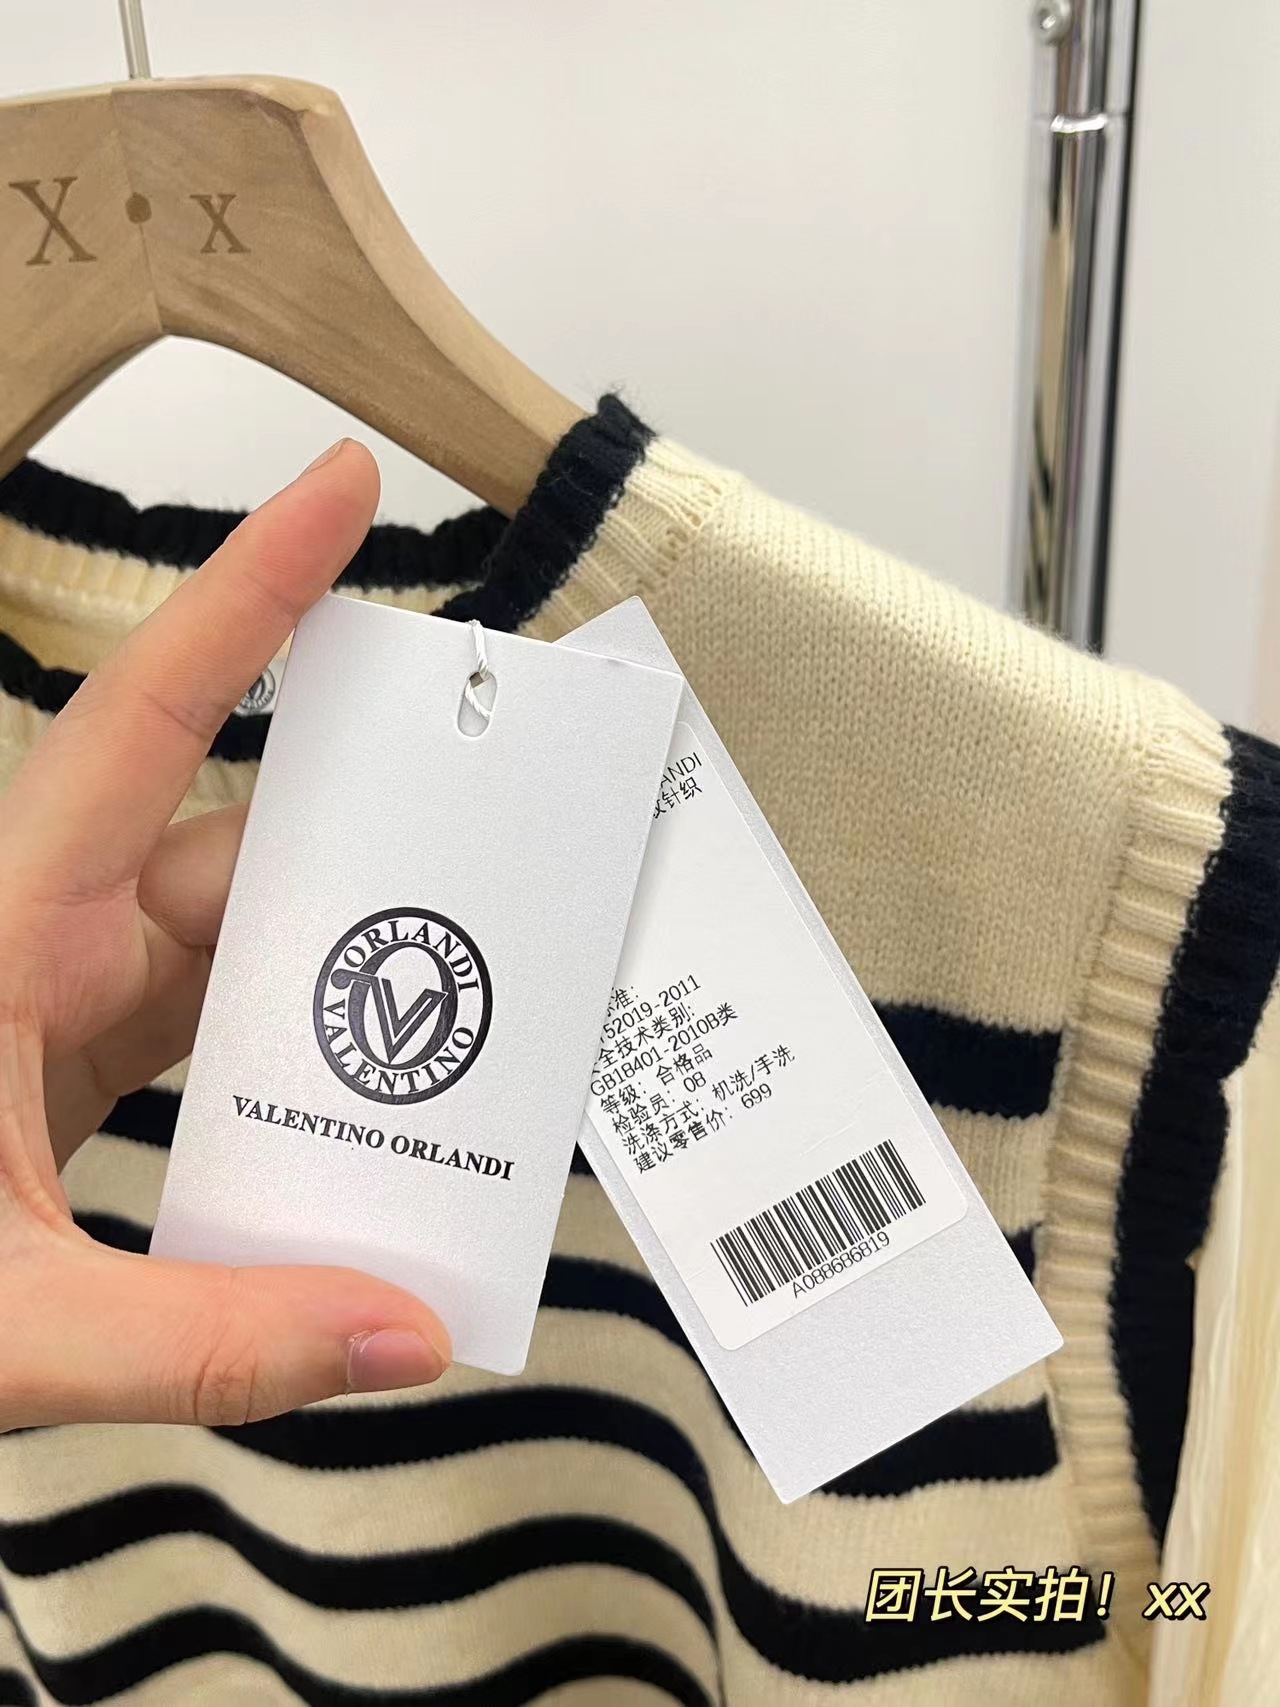 X·x
ORLANDI
VALENTINO
VALENTINO ORLANDI
ANDI
针织
准:
52019-2011
全技术类别:
GB18401-2010B类
等级: 合格品
检验员: 08
洗涤方式: 机洗/手洗
建议零售价: 699
A088686819
团长实拍！xx